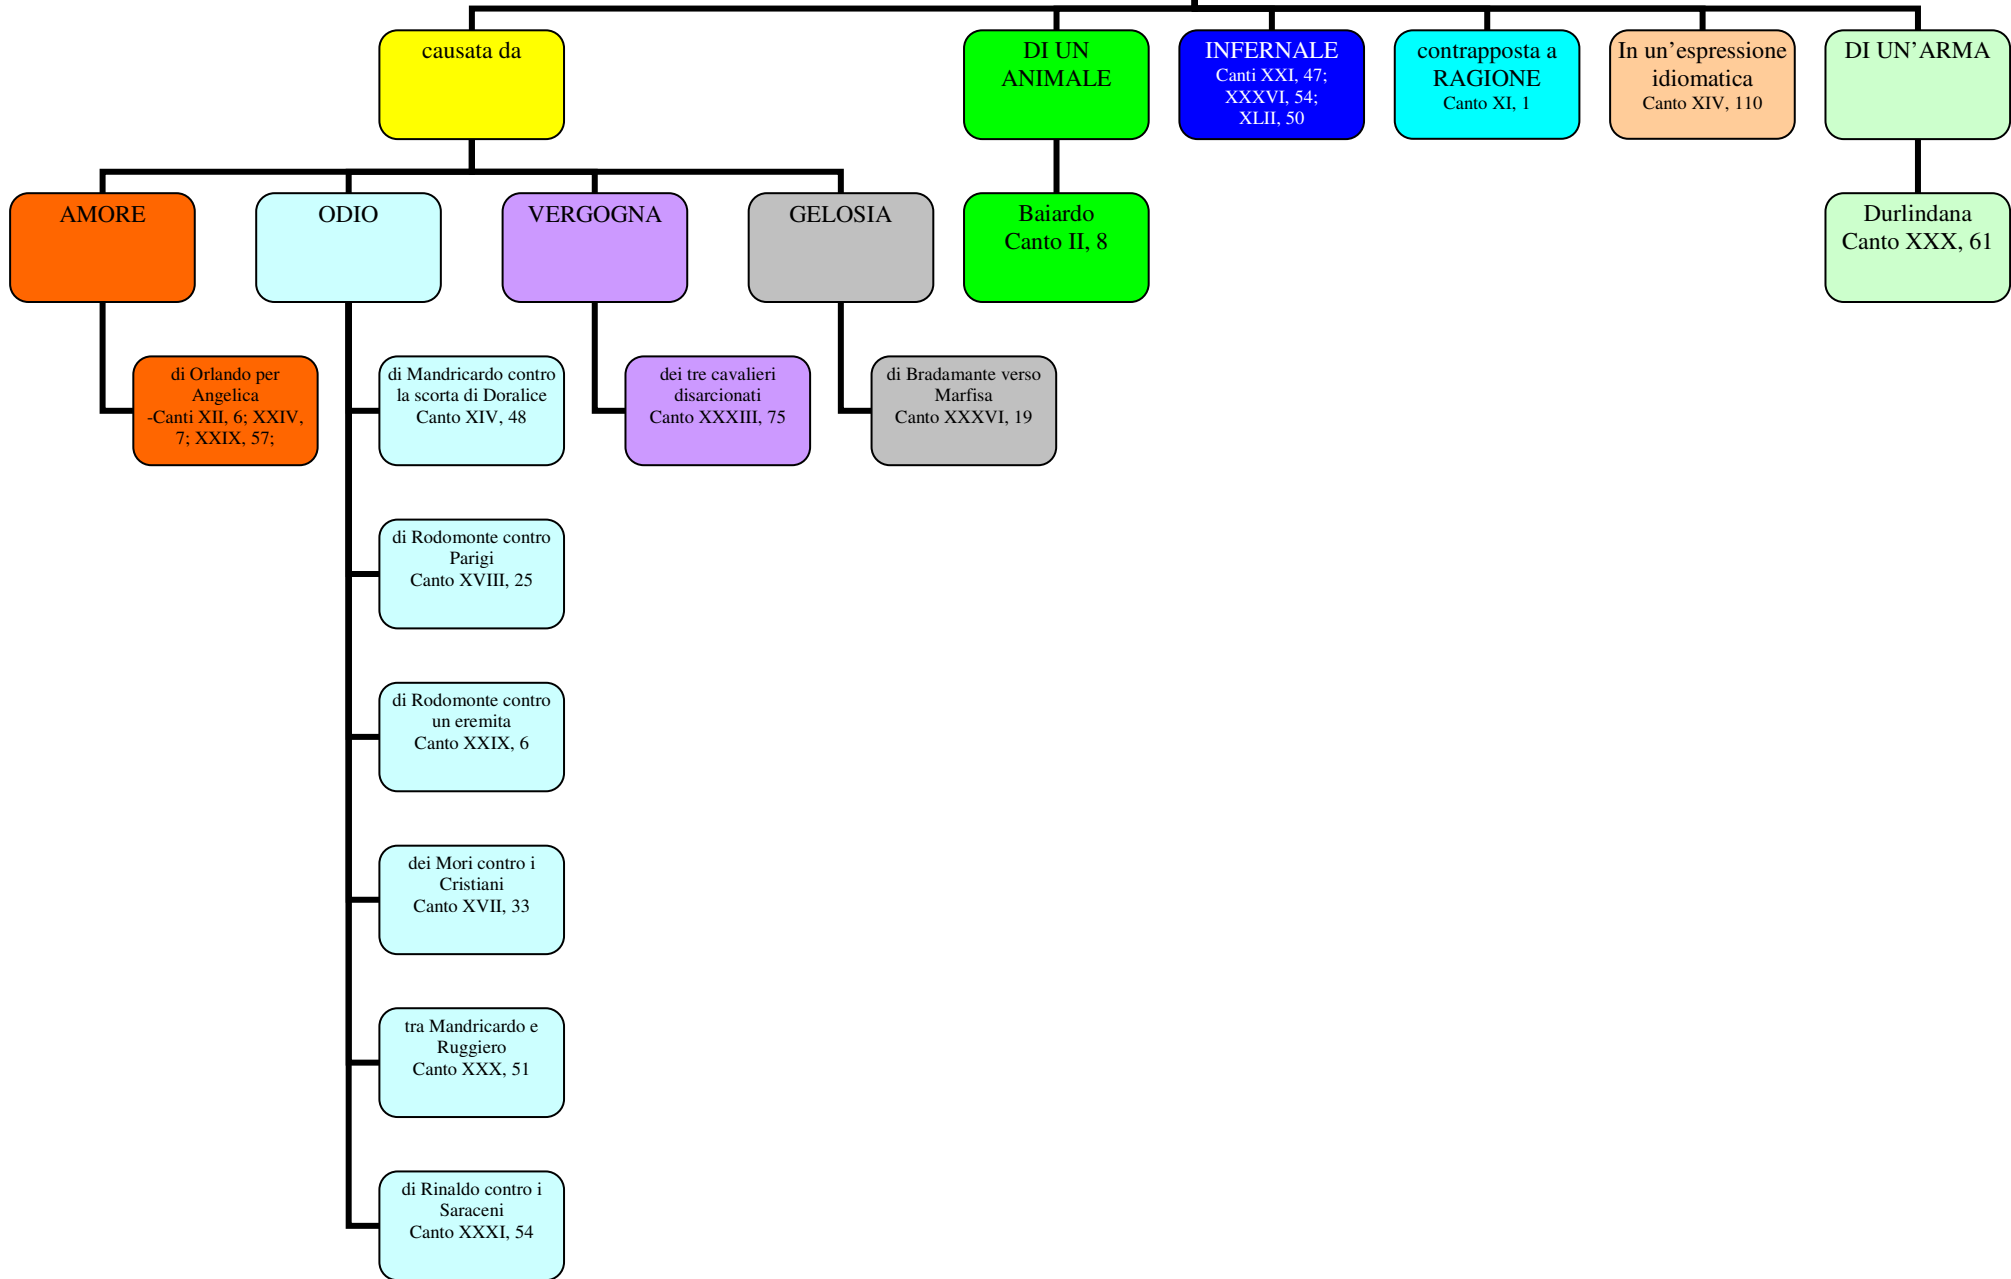 causata da
DI UN
ANIMALE
INFERNALE
Canti XXI, 47;
XXXVI, 54;
XLII, 50
contrapposta a
RAGIONE
Canto XI, 1
In un'espressione
idiomatica
Canto XIV, 110
DI UN'ARMA
AMORE
ODIO
VERGOGNA
GELOSIA
Baiardo
Canto II, 8
Durlindana
Canto XXX, 61
di Orlando per
Angelica
-Canti XII, 6; XXIV,
7; XXIX, 57;
di Mandricardo contro
la scorta di Doralice
Canto XIV, 48
dei tre cavalieri
disarcionati
Canto XXXIII, 75
di Bradamante verso
Marfisa
Canto XXXVI, 19
di Rodomonte contro
Parigi
Canto XVIII, 25
di Rodomonte contro
un eremita
Canto XXIX, 6
dei Mori contro i
Cristiani
Canto XVII, 33
tra Mandricardo e
Ruggiero
Canto XXX, 51
di Rinaldo contro i
Saraceni
Canto XXXI, 54